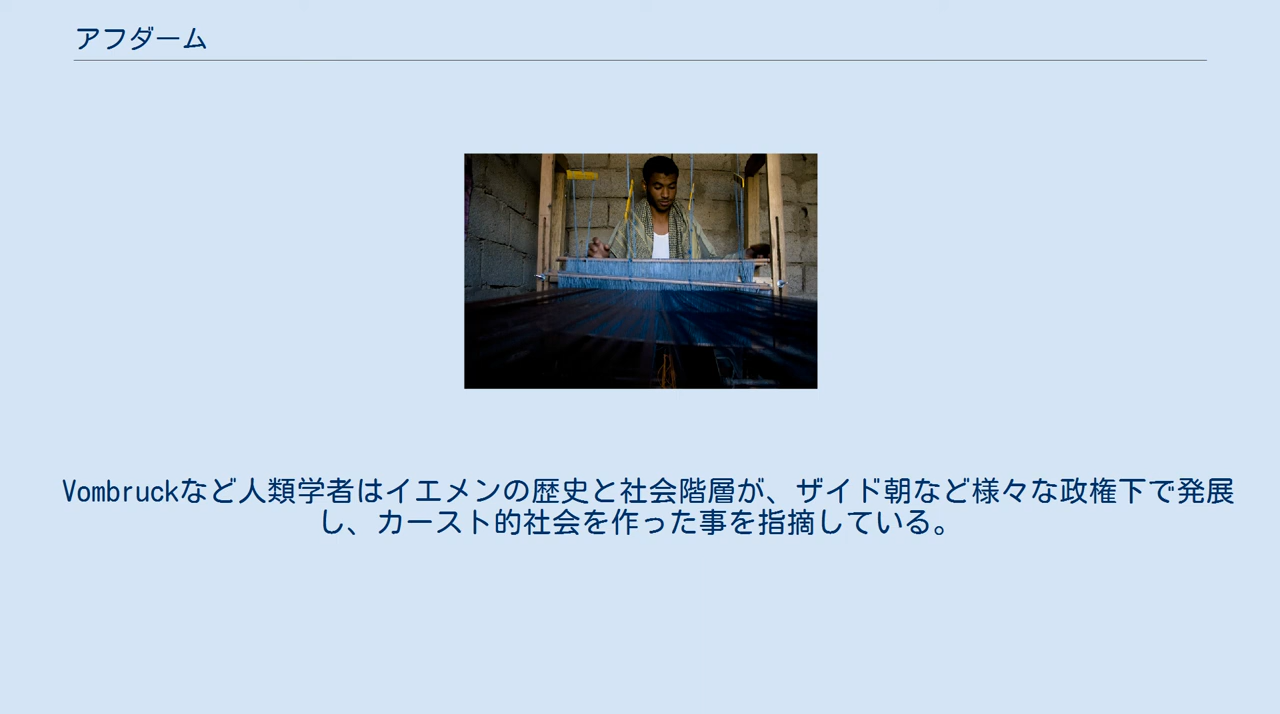 アフダーム
Vombruckなど人類学者はイエメンの歴史と社会階層が、ザイド朝など様々な政権下で発展
し、カースト的社会を作った事を指摘している。